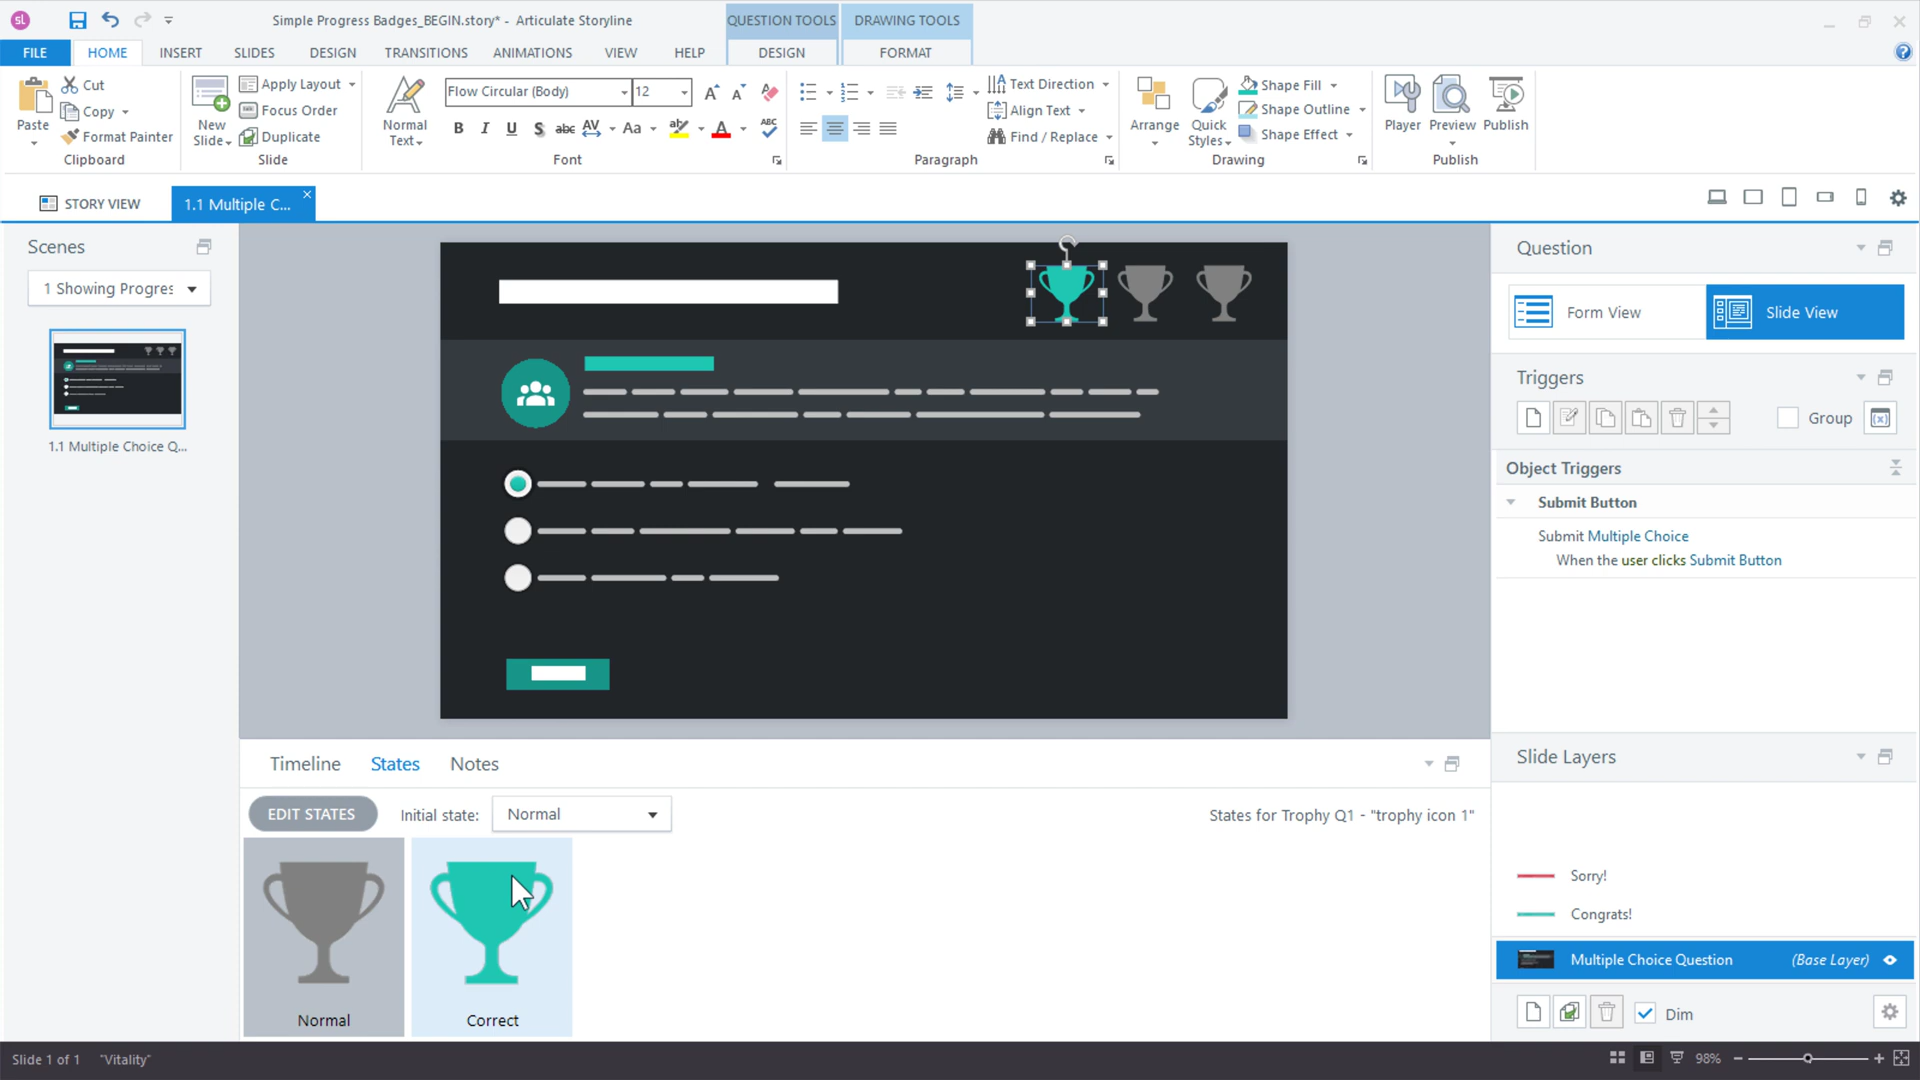 sl
Simple Progress Badges_BEGIN.story* - Articulate Storyline
QUESTION TOOLS
DRAWING TOOLS
FILE
HOME
INSERT
SLIDES
DESIGN
TRANSITIONS
ANIMATIONS
VIEW
HELP
DESIGN
FORMAT
Paste
Cut
Copy
Format Painter
Clipboard
New
Slide
Apply Layout
Focus Order
Duplicate
Slide
Normal
Text
Flow Circular (Body)
12
B I U S abc AV Aa ab A ABC
Font
Text Direction
Align Text
Find / Replace
Paragraph
Arrange
Quick
Styles
Shape Fill
Shape Outline
Shape Effect
Drawing
Player
Preview
Publish
Publish
STORY VIEW
1.1 Multiple C...
Scenes
1 Showing Progres
1.1 Multiple Choice Q...
Question
Form View
Slide View
Triggers
Group
Object Triggers
Submit Button
Submit Multiple Choice
When the user clicks Submit Button
Timeline
States
Notes
EDIT STATES
Initial state:
Normal
States for Trophy Q1 - "trophy icon 1"
Normal
Correct
Slide Layers
Sorry!
Congrats!
Multiple Choice Question
(Base Layer)
Dim
Slide 1 of 1
"Vitality"
98%